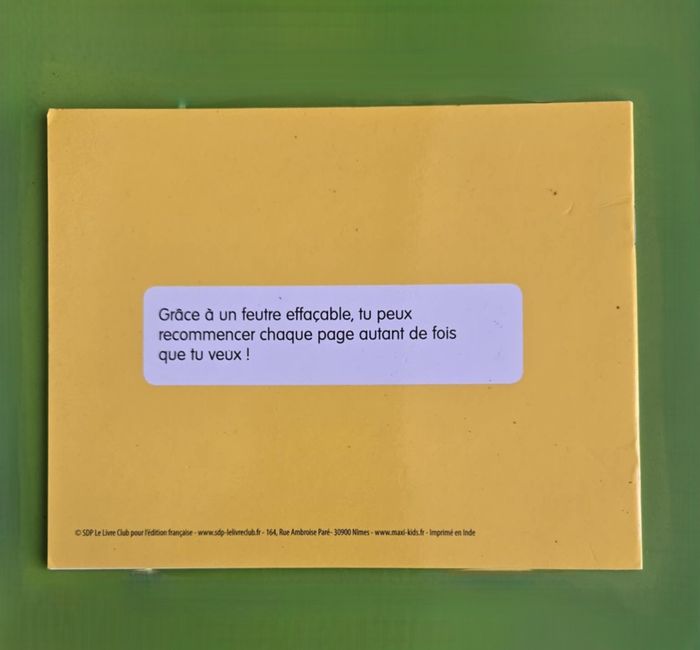 Grâce à un feutre effaçable, tu peux
recommencer chaque page autant de fois
que tu veux !
© SDP Le Livre Club pour l'édition française - www.sdp-lelivreclub.fr - 164, Rue Ambroise Paré- 30900 Nîmes - www.maxi-kids.fr - Imprimé en Inde